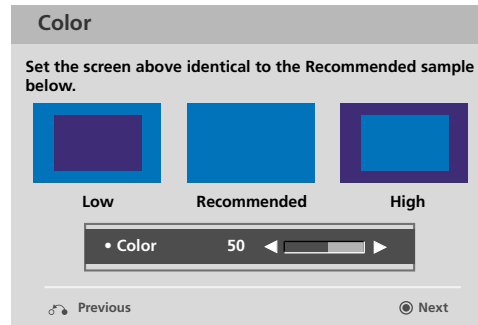 Color
Set the screen above identical to the Recommended sample
below.
Low Recommended High
• Color 50
Previous Next